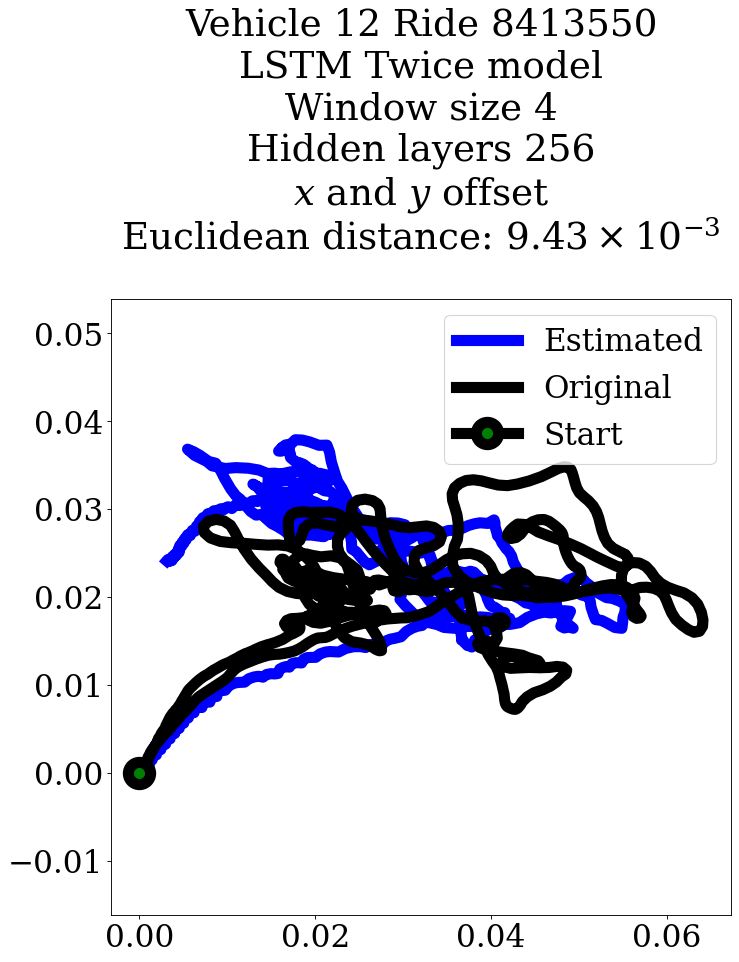 Vehicle 12 Ride 8413550
LSTM Twice model
Window size 4
Hidden layers 256
x and y offset
Euclidean distance: 9.43 × 10⁻³
Estimated
Original
Start
0.05
0.04
0.03
0.02
0.01
0.00
−0.01
0.00 0.02 0.04 0.06